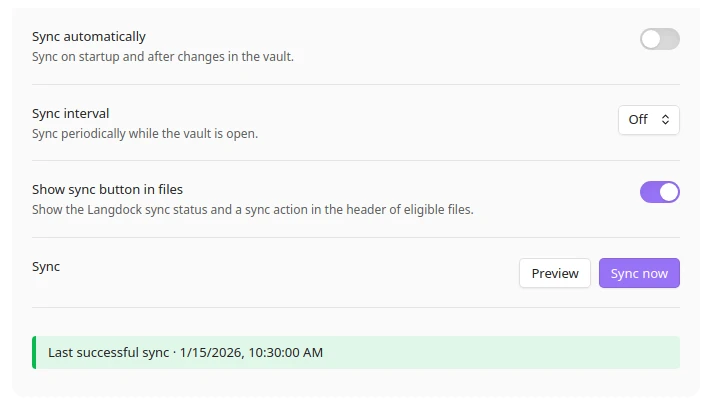 Sync automatically
Sync on startup and after changes in the vault.
Sync interval
Sync periodically while the vault is open.
Off
Show sync button in files
Show the Langdock sync status and a sync action in the header of eligible files.
Sync
Preview
Sync now
Last successful sync · 1/15/2026, 10:30:00 AM